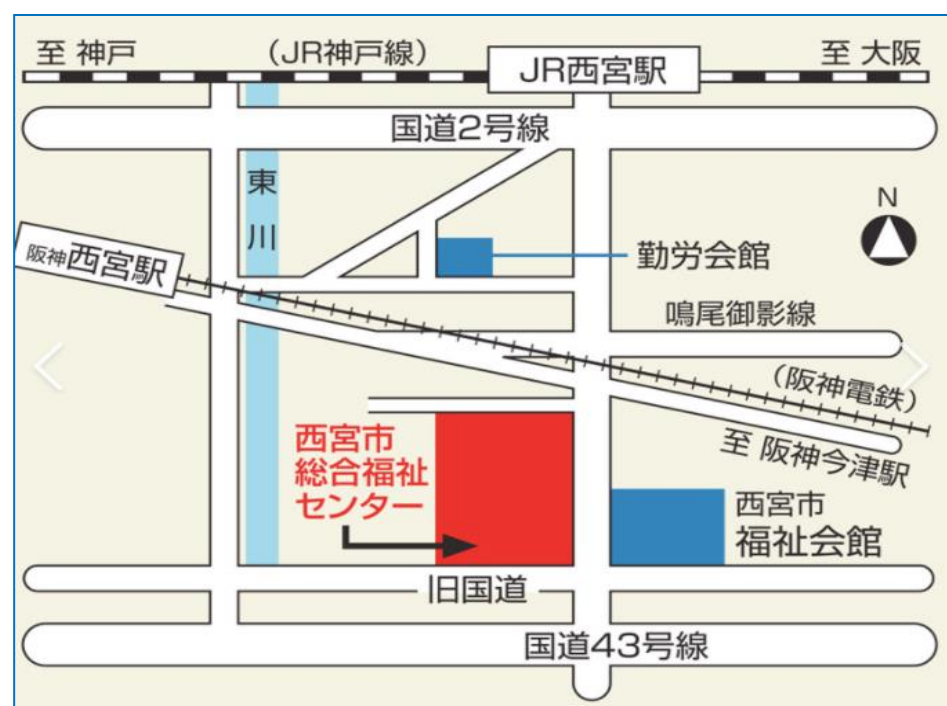 至 神戸
(JR神戸線)
JR西宮駅
至 大阪
国道2号線
東川
N
阪神西宮駅
勤労会館
鳴尾御影線
(阪神電鉄)
至 阪神今津駅
西宮市
総合福祉
センター
西宮市
福祉会館
旧国道
国道43号線